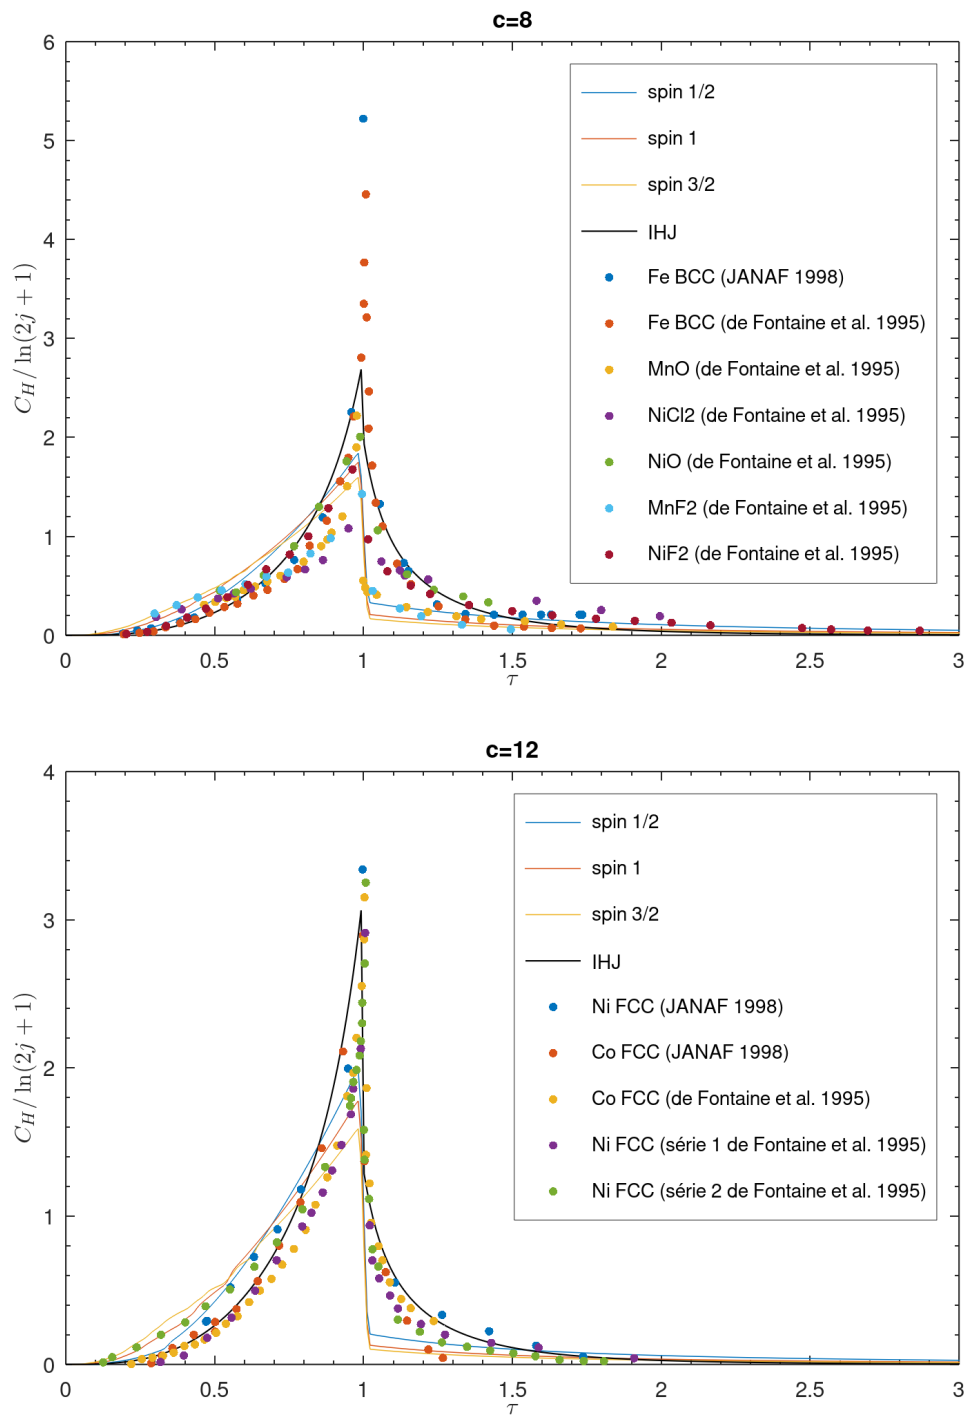 c=8
6
5
4
3
2
1
0
C_H / ln(2j + 1)
0
0.5
1
1.5
2
2.5
3
τ
spin 1/2
spin 1
spin 3/2
IHJ
Fe BCC (JANAF 1998)
Fe BCC (de Fontaine et al. 1995)
MnO (de Fontaine et al. 1995)
NiCl2 (de Fontaine et al. 1995)
NiO (de Fontaine et al. 1995)
MnF2 (de Fontaine et al. 1995)
NiF2 (de Fontaine et al. 1995)
c=12
4
3
2
1
0
C_H / ln(2j + 1)
0
0.5
1
1.5
2
2.5
3
τ
spin 1/2
spin 1
spin 3/2
IHJ
Ni FCC (JANAF 1998)
Co FCC (JANAF 1998)
Co FCC (de Fontaine et al. 1995)
Ni FCC (série 1 de Fontaine et al. 1995)
Ni FCC (série 2 de Fontaine et al. 1995)